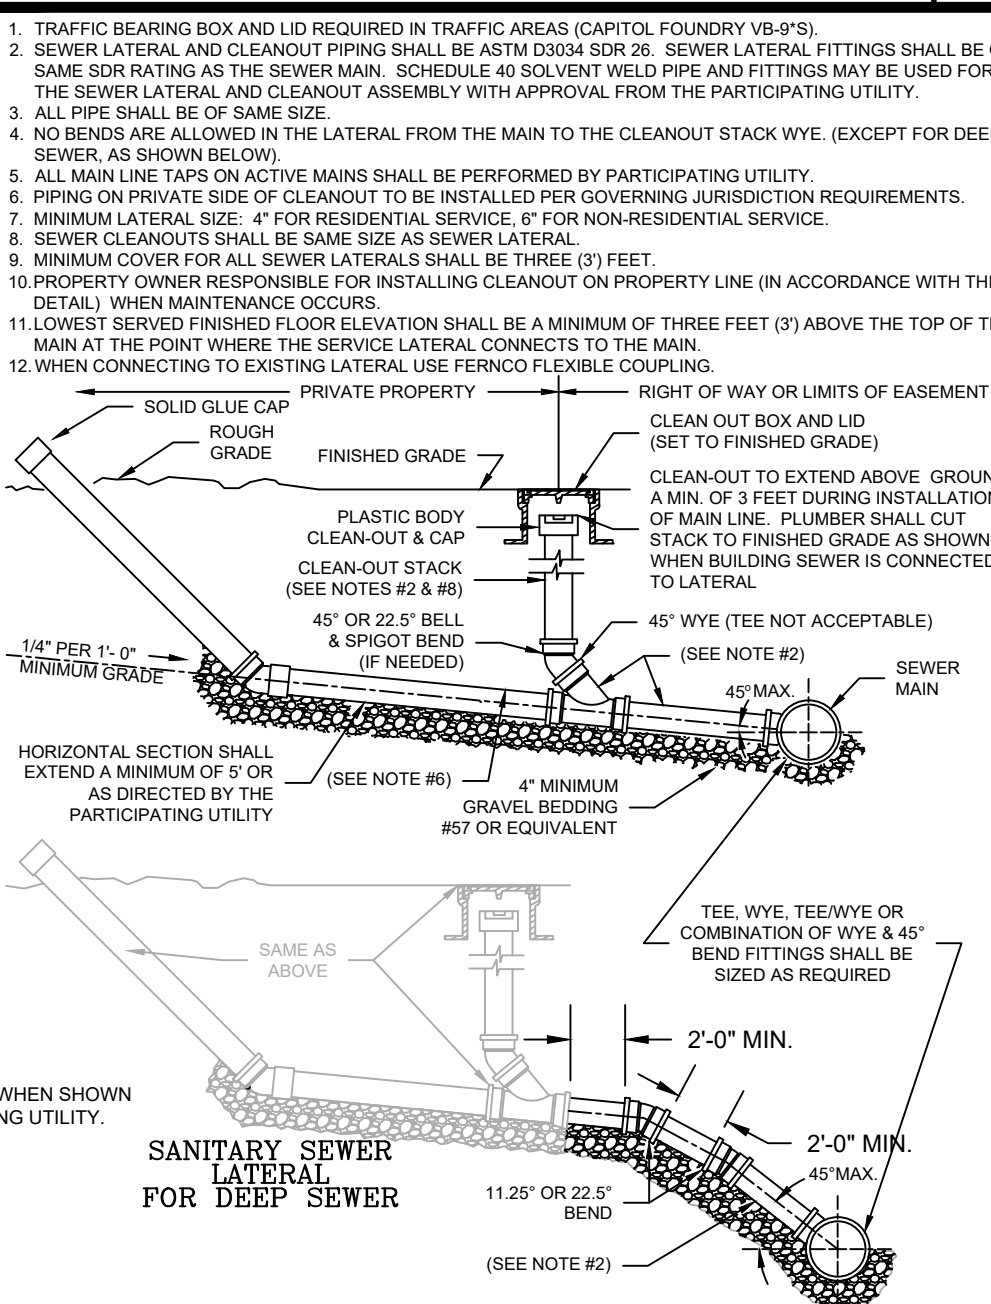 1. TRAFFIC BEARING BOX AND LID REQUIRED IN TRAFFIC AREAS (CAPITOL FOUNDRY VB-9*S).
2. SEWER LATERAL AND CLEANOUT PIPING SHALL BE ASTM D3034 SDR 26. SEWER LATERAL FITTINGS SHALL BE
SAME SDR RATING AS THE SEWER MAIN. SCHEDULE 40 SOLVENT WELD PIPE AND FITTINGS MAY BE USED FOR
THE SEWER LATERAL AND CLEANOUT ASSEMBLY WITH APPROVAL FROM THE PARTICIPATING UTILITY.
3. ALL PIPE SHALL BE OF SAME SIZE.
4. NO BENDS ARE ALLOWED IN THE LATERAL FROM THE MAIN TO THE CLEANOUT STACK WYE. (EXCEPT FOR DEE
SEWER, AS SHOWN BELOW).
5. ALL MAIN LINE TAPS ON ACTIVE MAINS SHALL BE PERFORMED BY PARTICIPATING UTILITY.
6. PIPING ON PRIVATE SIDE OF CLEANOUT TO BE INSTALLED PER GOVERNING JURISDICTION REQUIREMENTS.
7. MINIMUM LATERAL SIZE: 4" FOR RESIDENTIAL SERVICE, 6" FOR NON-RESIDENTIAL SERVICE.
8. SEWER CLEANOUTS SHALL BE SAME SIZE AS SEWER LATERAL.
9. MINIMUM COVER FOR ALL SEWER LATERALS SHALL BE THREE (3') FEET.
10. PROPERTY OWNER RESPONSIBLE FOR INSTALLING CLEANOUT ON PROPERTY LINE (IN ACCORDANCE WITH TH
DETAIL) WHEN MAINTENANCE OCCURS.
11. LOWEST SERVED FINISHED FLOOR ELEVATION SHALL BE A MINIMUM OF THREE FEET (3') ABOVE THE TOP OF T
MAIN AT THE POINT WHERE THE SERVICE LATERAL CONNECTS TO THE MAIN.
12. WHEN CONNECTING TO EXISTING LATERAL USE FERNCO FLEXIBLE COUPLING.
PRIVATE PROPERTY
RIGHT OF WAY OR LIMITS OF EASEMENT
SOLID GLUE CAP
ROUGH
GRADE
FINISHED GRADE
CLEAN OUT BOX AND LID
(SET TO FINISHED GRADE)
PLASTIC BODY
CLEAN-OUT & CAP
CLEAN-OUT TO EXTEND ABOVE GROUN
A MIN. OF 3 FEET DURING INSTALLATION
OF MAIN LINE. PLUMBER SHALL CUT
STACK TO FINISHED GRADE AS SHOWN
WHEN BUILDING SEWER IS CONNECTED
TO LATERAL
CLEAN-OUT STACK
(SEE NOTES #2 & #8)
45° OR 22.5° BELL
& SPIGOT BEND
(IF NEEDED)
45° WYE (TEE NOT ACCEPTABLE)
(SEE NOTE #2)
SEWER
MAIN
1/4" PER 1'- 0"
MINIMUM GRADE
45° MAX.
HORIZONTAL SECTION SHALL
EXTEND A MINIMUM OF 5' OR
AS DIRECTED BY THE
PARTICIPATING UTILITY
(SEE NOTE #6)
4" MINIMUM
GRAVEL BEDDING
#57 OR EQUIVALENT
TEE, WYE, TEE/WYE OR
COMBINATION OF WYE & 45°
BEND FITTINGS SHALL BE
SIZED AS REQUIRED
SAME AS
ABOVE
2'-0" MIN.
2'-0" MIN.
45°MAX.
WHEN SHOWN
NG UTILITY.
SANITARY SEWER
LATERAL
FOR DEEP SEWER
11.25° OR 22.5°
BEND
(SEE NOTE #2)